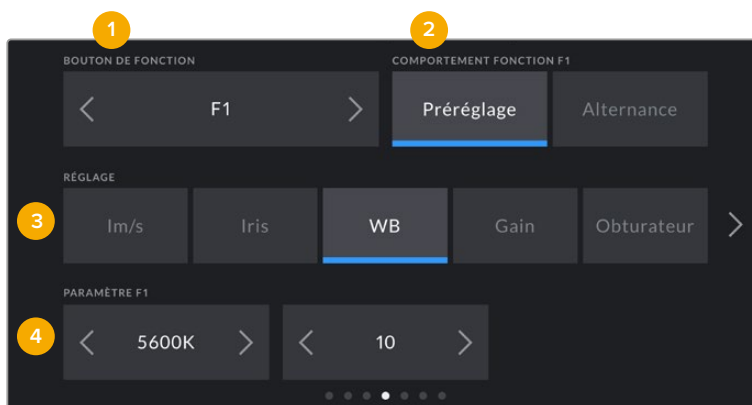 1 2
BOUTON DE FONCTION COMPORTEMENT FONCTION F1
F1 Préréglage Alternance
RÉGLAGE
3 Im/s Iris WB Gain Obturateur
PARAMÈTRE F1
4 5600K 10